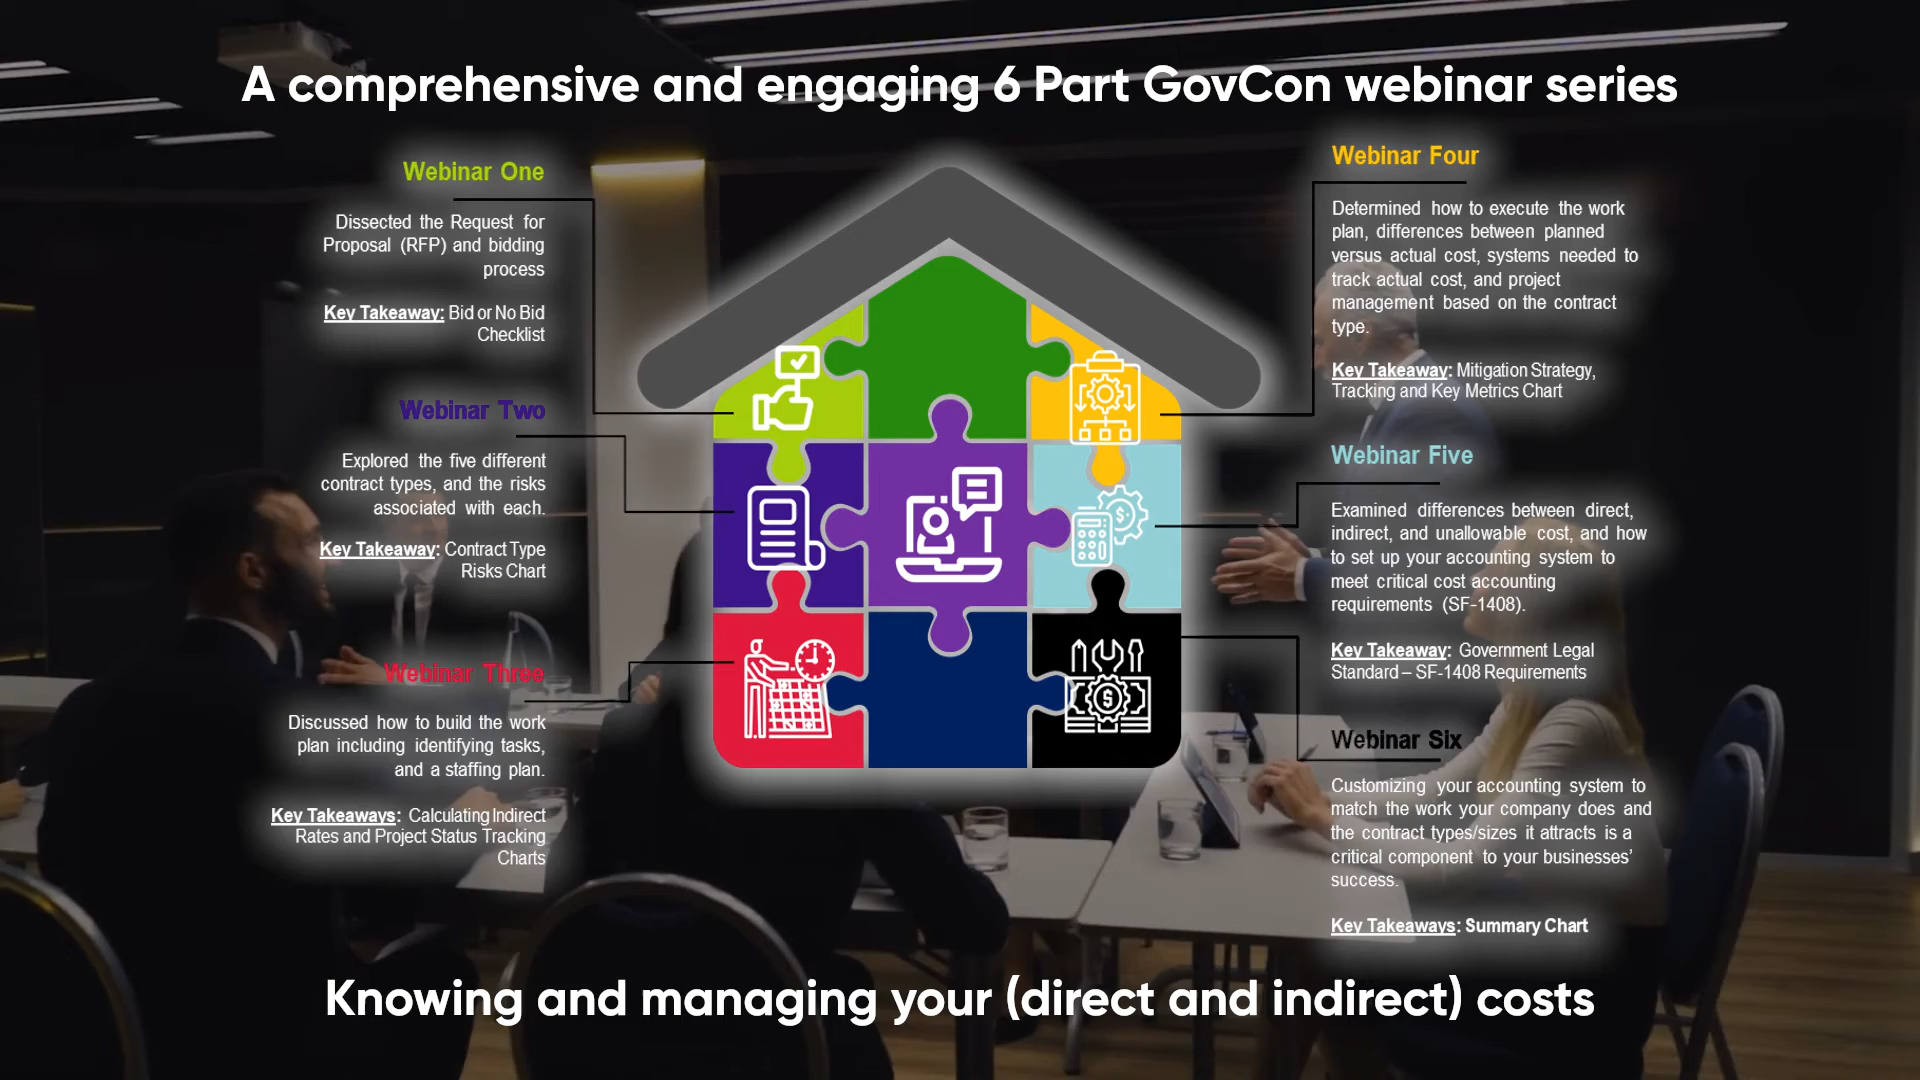 A comprehensive and engaging 6 Part GovCon webinar series
Webinar One
Dissected the Request for
Proposal (RFP) and bidding
process
Key Takeaway: Bid or No Bid
Checklist
Webinar Two
Explored the five different
contract types, and the risks
associated with each.
Key Takeaway: Contract Type
Risks Chart
Webinar Three
Discussed how to build the work
plan including identifying tasks,
and a staffing plan.
Key Takeaways: Calculating Indirect
Rates and Project Status Tracking
Charts
Webinar Four
Determined how to execute the work
plan, differences between planned
versus actual cost, systems needed to
track actual cost, and project
management based on the contract
type.
Key Takeaway: Mitigation Strategy,
Tracking and Key Metrics Chart
Webinar Five
Examined differences between direct,
indirect, and unallowable cost, and how
to set up your accounting system to
meet critical cost accounting
requirements (SF-1408).
Key Takeaway: Government Legal
Standard – SF-1408 Requirements
Webinar Six
Customizing your accounting system to
match the work your company does and
the contract types/sizes it attracts is a
critical component to your businesses’
success.
Key Takeaways: Summary Chart
Knowing and managing your (direct and indirect) costs